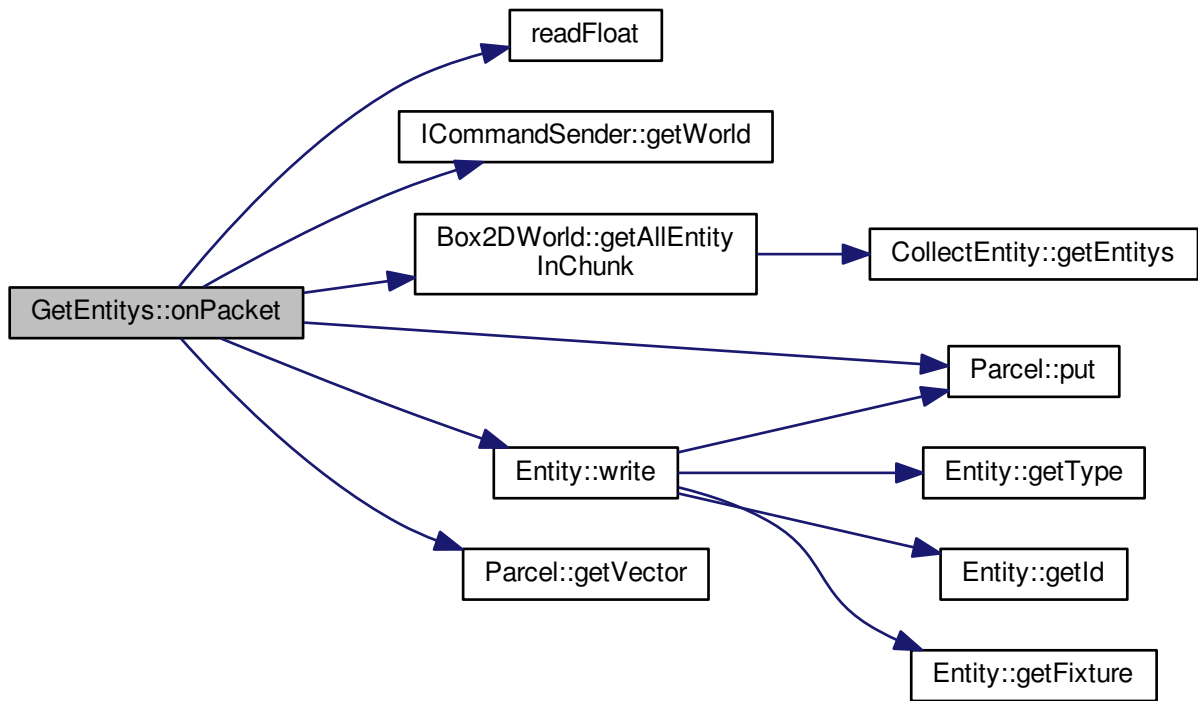 readFloat
ICommandSender::getWorld
Box2DWorld::getAllEntity
InChunk
CollectEntity::getEntitys
GetEntitys::onPacket
Parcel::put
Entity::write
Entity::getType
Parcel::getVector
Entity::getId
Entity::getFixture